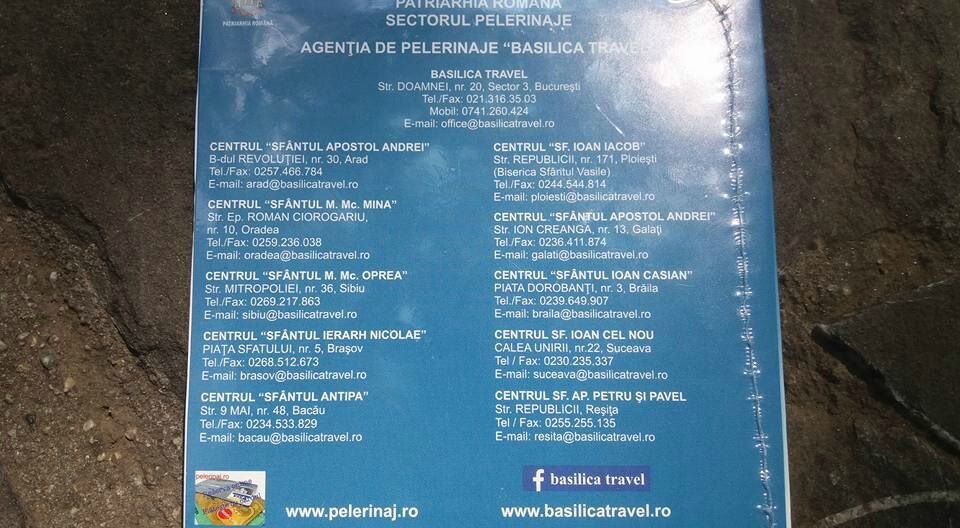 PATRIARHIA ROMÂNĂ
PATRIARHIA ROMÂNĂ
SECTORUL PELERINAJE
AGENŢIA DE PELERINAJE “BASILICA TRAVEL
BASILICA TRAVEL
Str. DOAMNEI, nr. 20, Sector 3, Bucureşti
Tel./Fax: 021.316.35.03
Mobil: 0741.260.424
E-mail: office@basilicatravel.ro
CENTRUL “SFÂNTUL APOSTOL ANDREI”
B-dul REVOLUŢIEI, nr. 30, Arad
Tel./Fax: 0257.466.784
E-mail: arad@basilicatravel.ro
CENTRUL “SFÂNTUL M. Mc. MINA”
Str. Ep. ROMAN CIOROGARIU,
nr. 10, Oradea
Tel./Fax: 0259.236.038
E-mail: oradea@basilicatravel.ro
CENTRUL “SFÂNTUL M. Mc. OPREA”
Str. MITROPOLIEI, nr. 36, Sibiu
Tel./Fax: 0269.217.863
E-mail: sibiu@basilicatravel.ro
CENTRUL “SFÂNTUL IERARH NICOLAE”
PIAŢA SFATULUI, nr. 5, Braşov
Tel./Fax: 0268.512.673
E-mail: brasov@basilicatravel.ro
CENTRUL “SFÂNTUL ANTIPA”
Str. 9 MAI, nr. 48, Bacău
Tel./Fax: 0234.533.829
E-mail: bacau@basilicatravel.ro
CENTRUL “SF. IOAN IACOB”
Str. REPUBLICII, nr. 171, Ploieşti
(Biserica Sfântul Vasile)
Tel./Fax: 0244.544.814
E-mail: ploiesti@basilicatravel.ro
CENTRUL “SFÂNTUL APOSTOL ANDREI”
Str. ION CREANGA, nr. 13, Galaţi
Tel./Fax: 0236.411.874
E-mail: galati@basilicatravel.ro
CENTRUL “SFÂNTUL IOAN CASIAN”
PIATA DOROBANŢI, nr. 3, Brăila
Tel./Fax: 0239.649.907
E-mail: braila@basilicatravel.ro
CENTRUL SF. IOAN CEL NOU
CALEA UNIRII, nr.22, Suceava
Tel / Fax: 0230.235.337
E-mail: suceava@basilicatravel.ro
CENTRUL SF. AP. PETRU ŞI PAVEL
Str. REPUBLICII, Reşiţa
Tel / Fax: 0255.255.135
E-mail: resita@basilicatravel.ro
pelerinaj.ro
f basilica travel
www.pelerinaj.ro
www.basilicatravel.ro